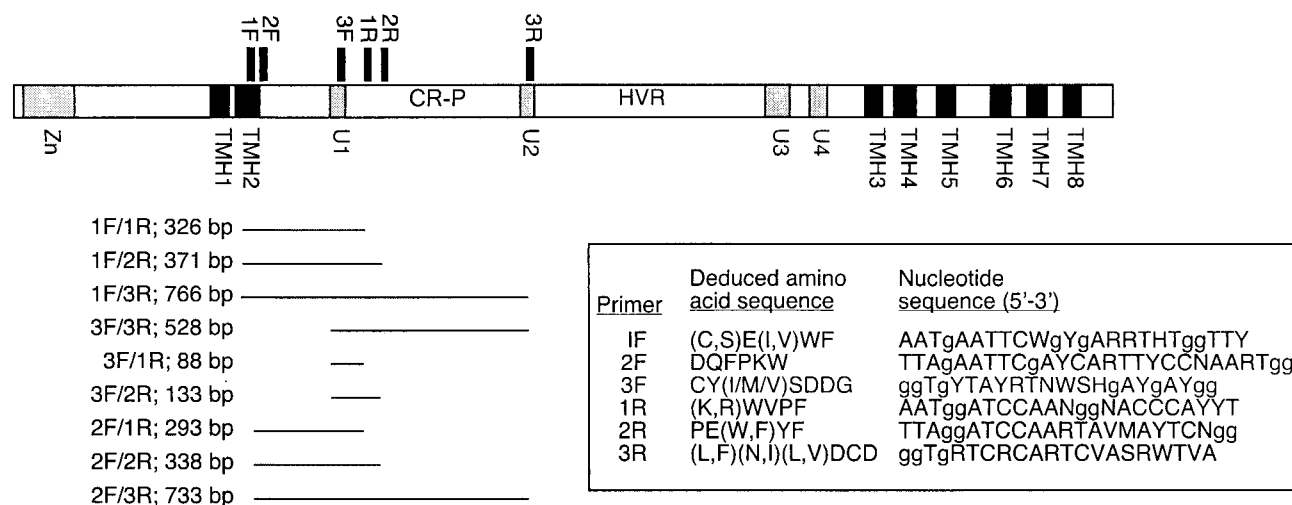 1F
2F
3F
1R
2R
3R
CR-P
HVR
Zn
TMH1
TMH2
U1
U2
U3
U4
TMH3
TMH4
TMH5
TMH6
TMH7
TMH8
1F/1R; 326 bp
1F/2R; 371 bp
1F/3R; 766 bp
3F/3R; 528 bp
3F/1R; 88 bp
3F/2R; 133 bp
2F/1R; 293 bp
2F/2R; 338 bp
2F/3R; 733 bp
Deduced amino Nucleotide
Primer acid sequence sequence (5'-3')
1F (C,S)E(I,V)WF AATgAATTCWgYgARRTHTggTTY
2F DQFPKW TTAgAATTCgAYCARTTYCCNAARTgg
3F CY(I/M/V)SDDG ggTgYTAYRTNWSHgAYgAYgg
1R (K,R)WVPF AATggATCCAANggNACCCAYYT
2R PE(W,F)YF TTAggATCCAARTAVMAYTCNgg
3R (L,F)(N,I)(L,V)DCD ggTgRTCRCARTCVASRWTVA